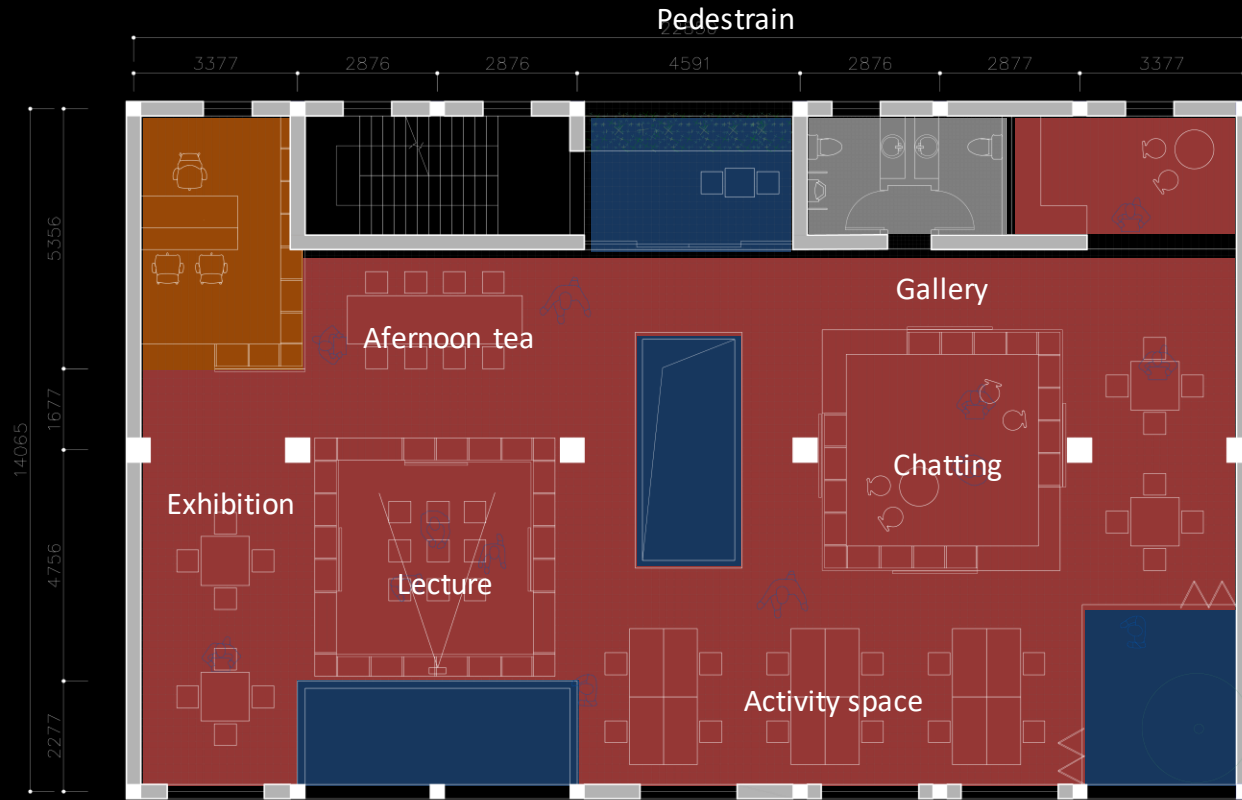 Pedestrain
22850
3377 2876 2876 4591 2876 2877 3377
5356
Gallery
Afernoon tea
1677
14065
Chatting
Exhibition
4756
Lecture
Activity space
2277